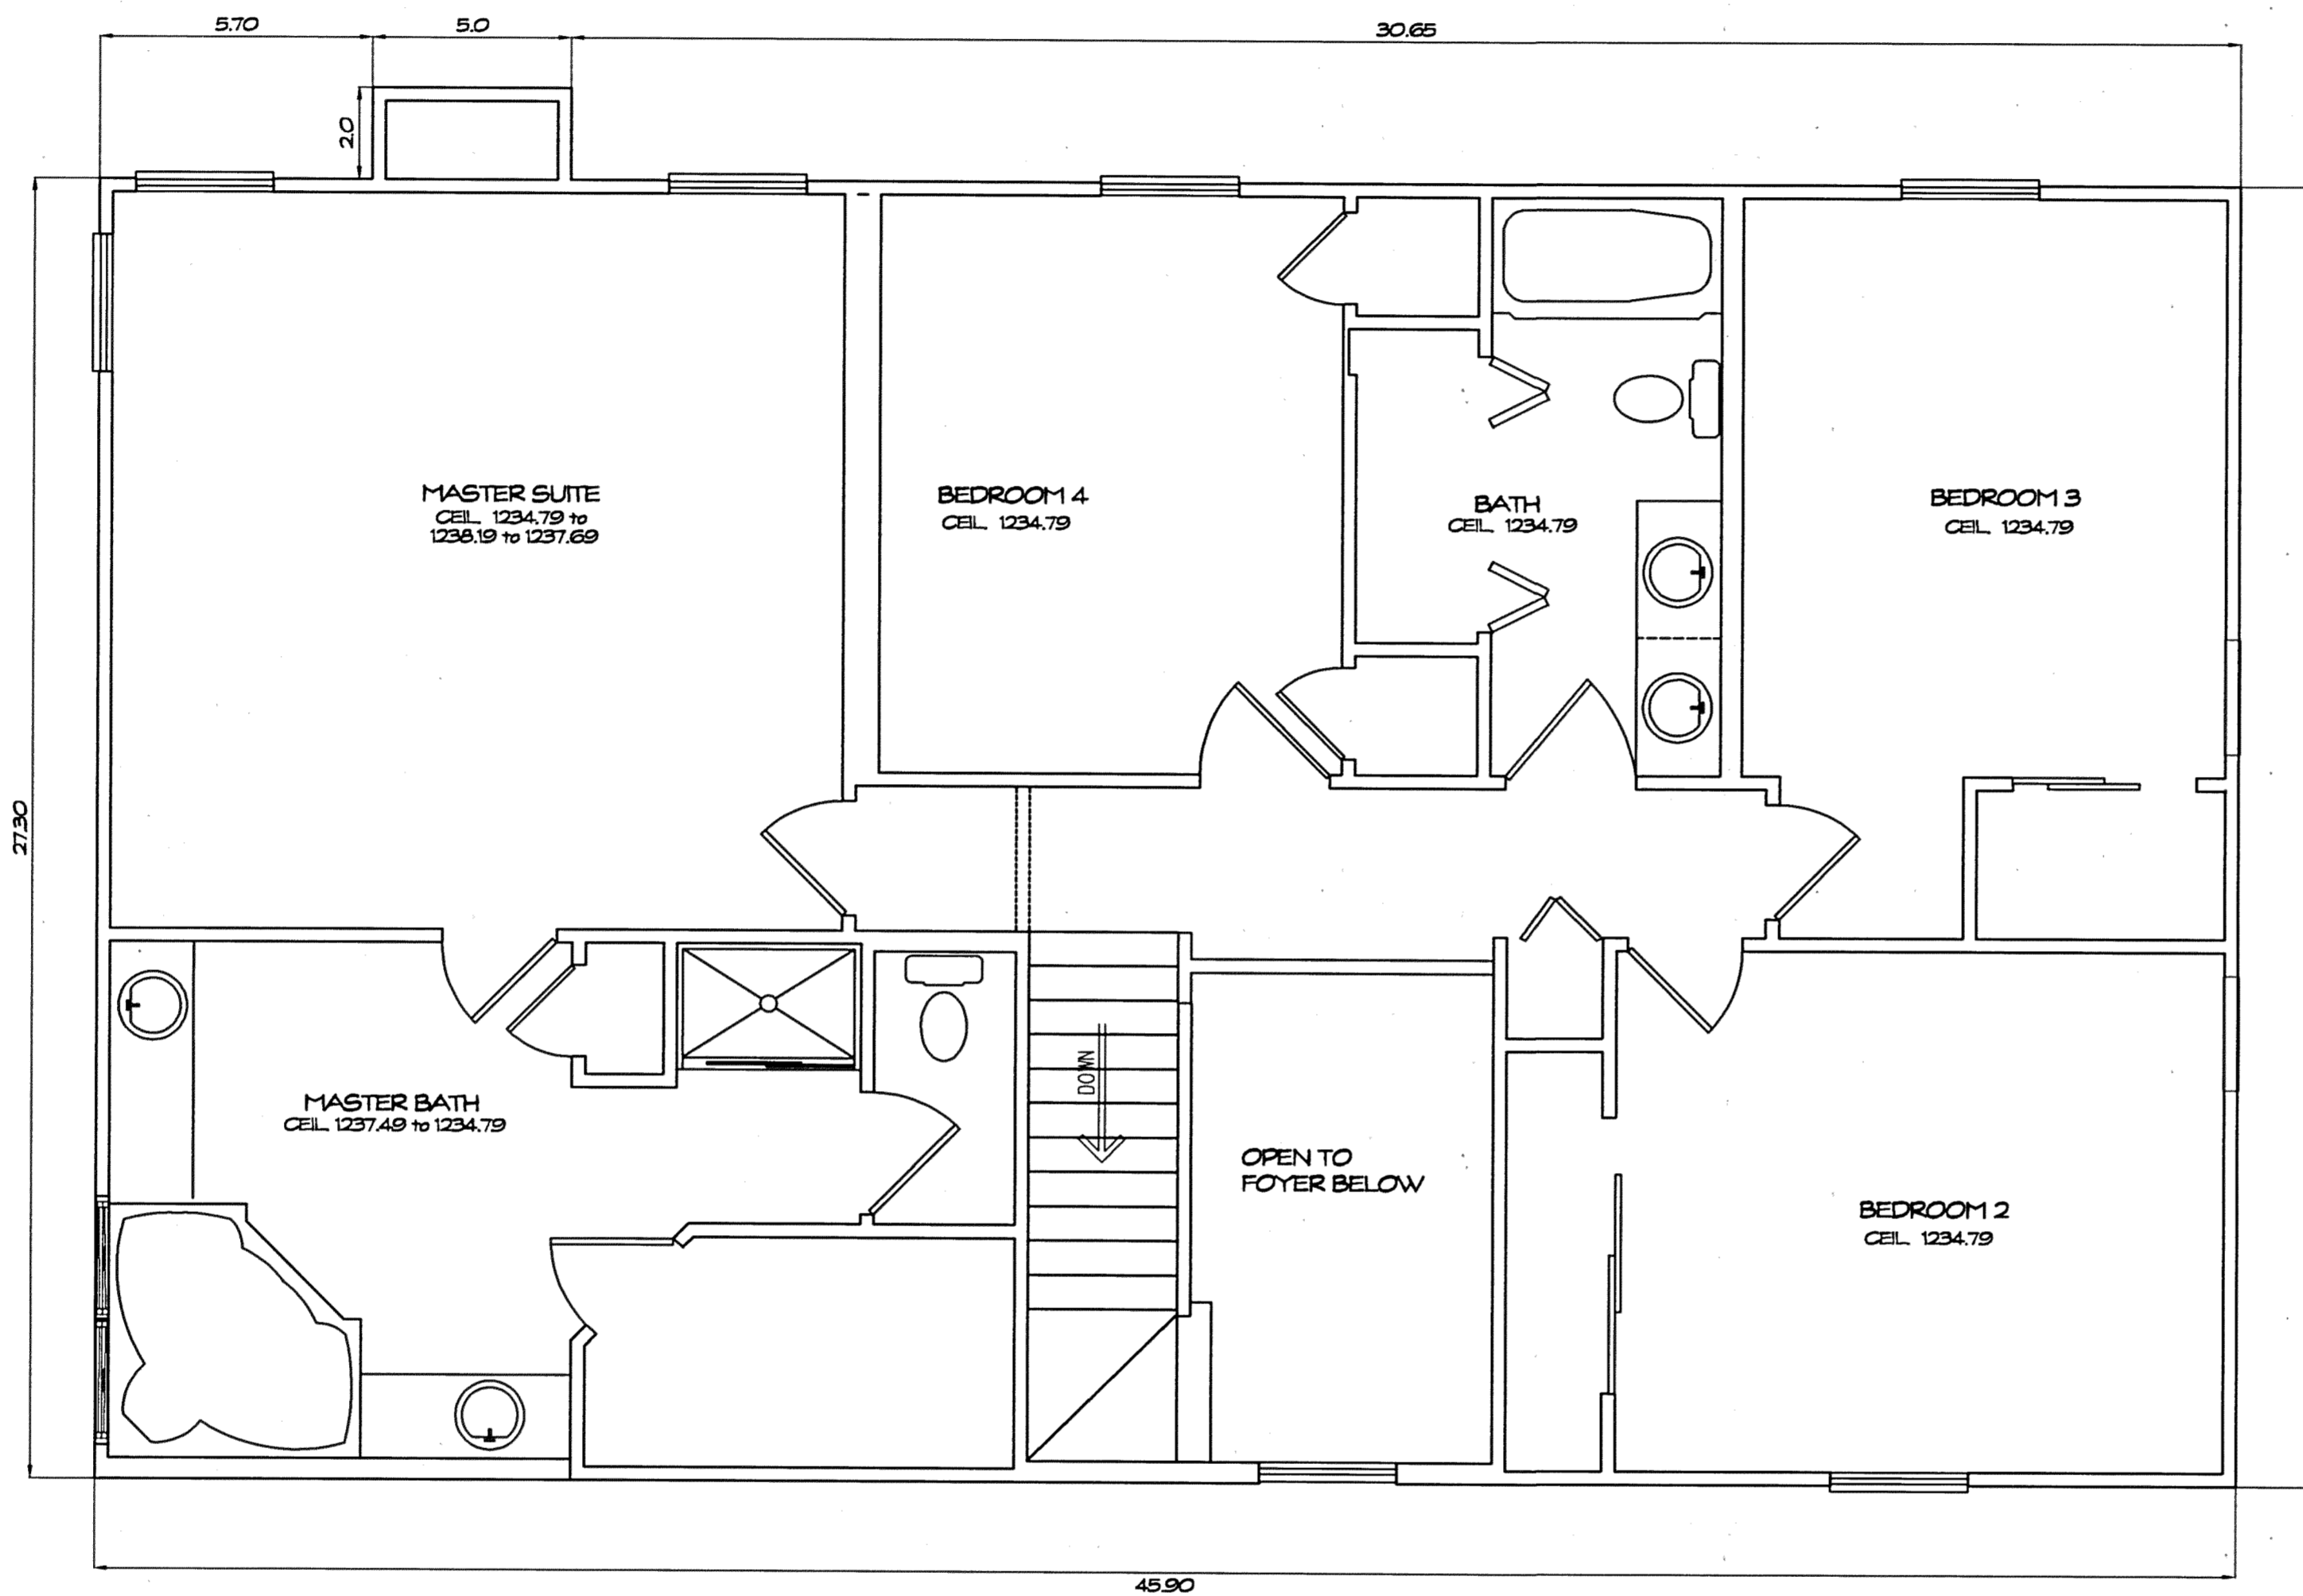 5.70
5.0
30.65
2.0
MASTER SUITE
CEIL 1234.79 to
1238.19 to 1237.69
BEDROOM 4
CEIL 1234.79
BATH
CEIL 1234.79
BEDROOM 3
CEIL 1234.79
27.30
MASTER BATH
CEIL 1237.49 to 1234.79
DOWN
OPEN TO
FOYER BELOW
BEDROOM 2
CEIL 1234.79
45.90